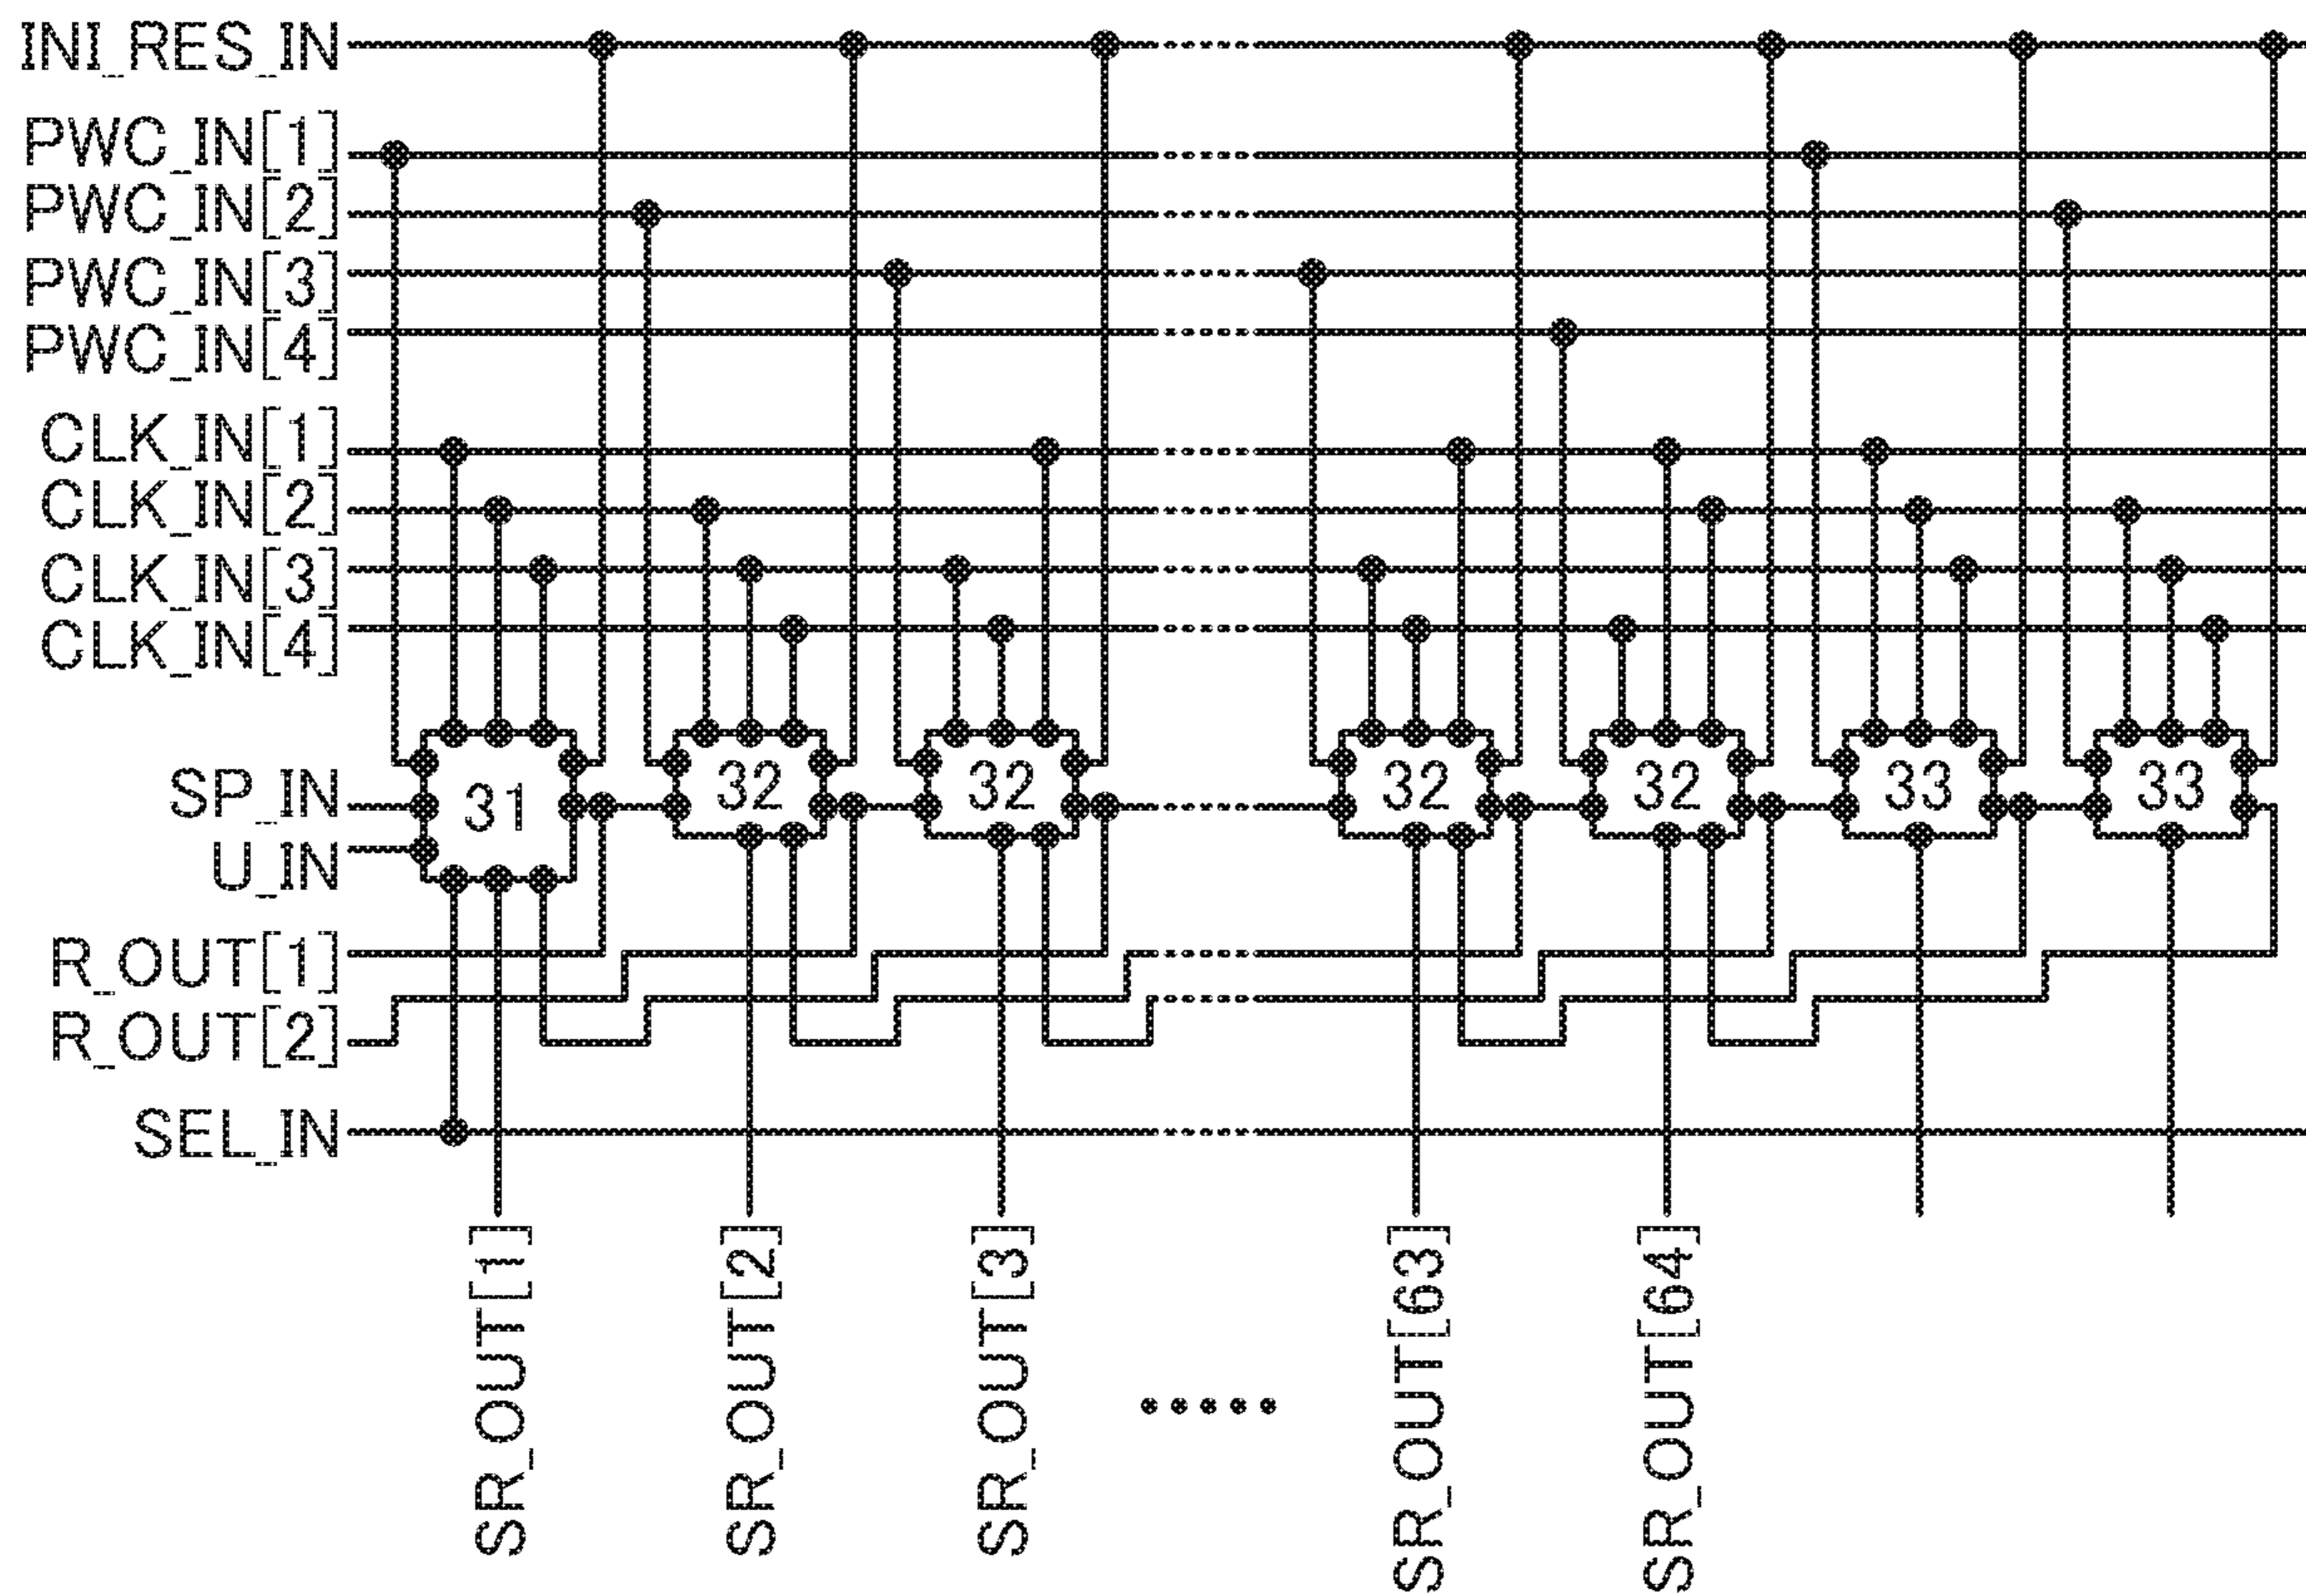 INI_RES_IN
PWC_IN[1]
PWC_IN[2]
PWC_IN[3]
PWC_IN[4]
CLK_IN[1]
CLK_IN[2]
CLK_IN[3]
CLK_IN[4]
SP_IN
U_IN
31 32 32 32 32 33 33
R_OUT[1]
R_OUT[2]
SEL_IN
SR_OUT[1]
SR_OUT[2]
SR_OUT[3]
.....
SR_OUT[63]
SR_OUT[64]